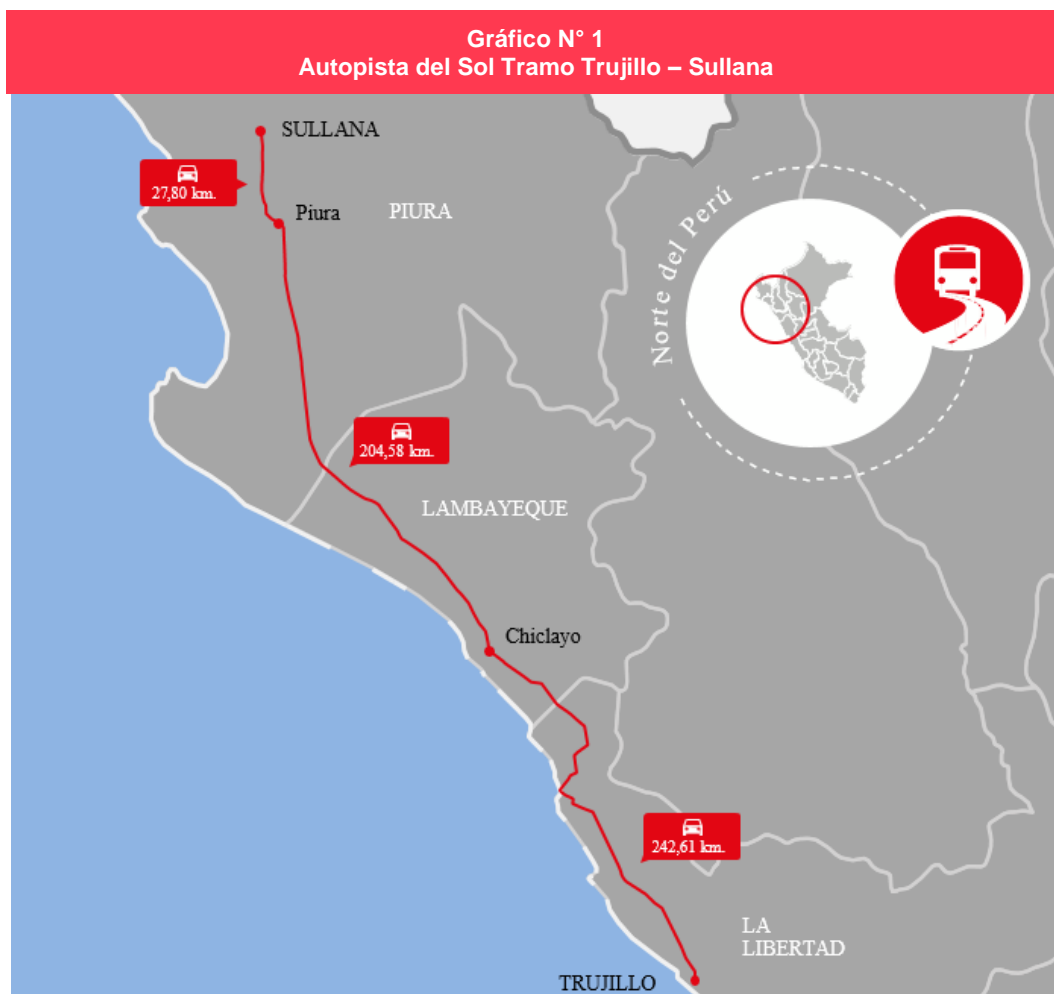 Gráfico N° 1
Autopista del Sol Tramo Trujillo – Sullana
SULLANA
27,80 km.
Piura
PIURA
Norte del Perú
204,58 km.
LAMBAYEQUE
Chiclayo
242,61 km.
LA
LIBERTAD
TRUJILLO